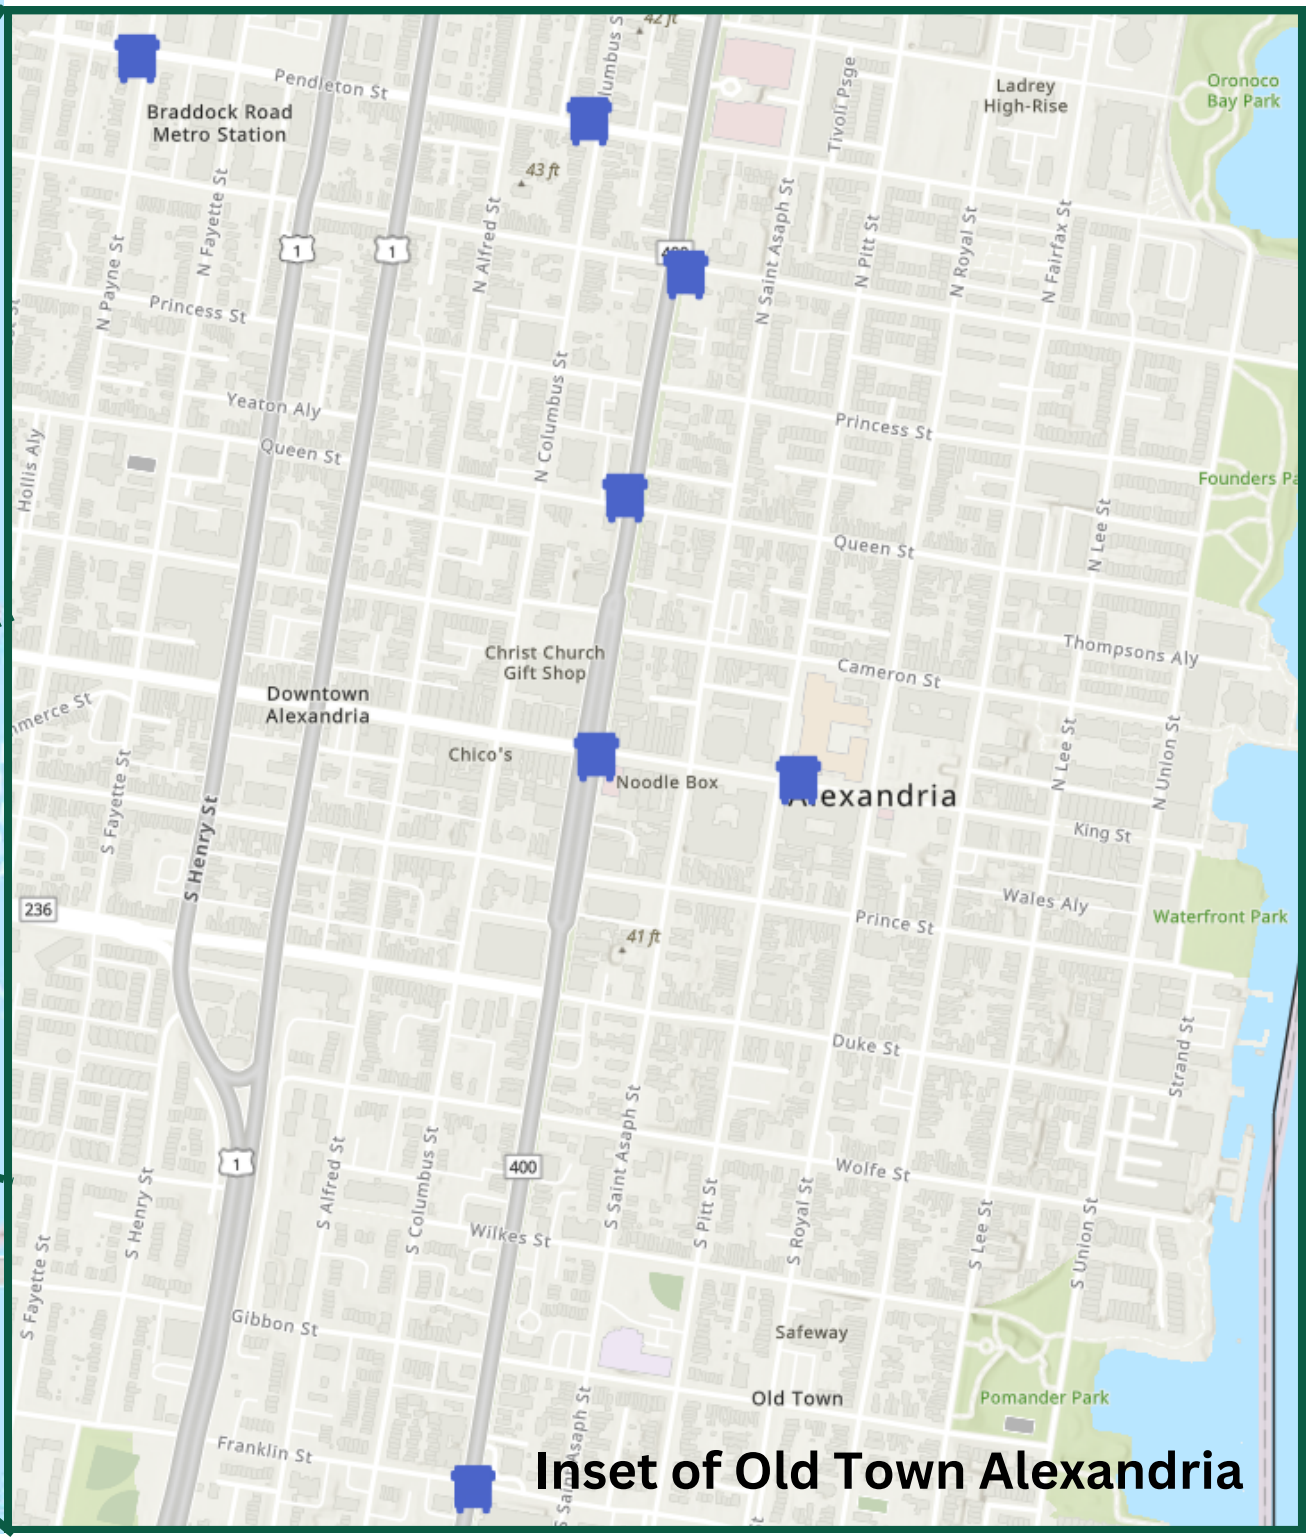 42 ft
Pendleton St
Tivoli Psge
Ladrey
High-Rise
Oronoco
Bay Park
Braddock Road
Metro Station
43 ft
N Payne St
N Fayette St
1
1
N Alfred St
N Saint Asaph St
N Pitt St
N Royal St
N Fairfax St
Princess St
Yeaton Aly
Queen St
Hollis Aly
N Columbus St
Princess St
Founders
Queen St
N Lee St
Christ Church
Gift Shop
Thompsons Aly
Cameron St
Downtown
Alexandria
S Fayette St
Chico's
Noodle Box
Alexandria
N Lee St
N Union St
S Henry St
King St
236
Wales Aly
Prince St
Waterfront Park
41 ft
Duke St
Strand St
1
400
S Henry St
S Alfred St
S Columbus St
S Saint Asaph St
S Pitt St
S Royal St
Wolfe St
S Lee St
S Union St
Wilkes St
S Fayette St
Gibbon St
Safeway
Old Town
Pomander Park
Franklin St
S Saint Asaph St
Inset of Old Town Alexandria